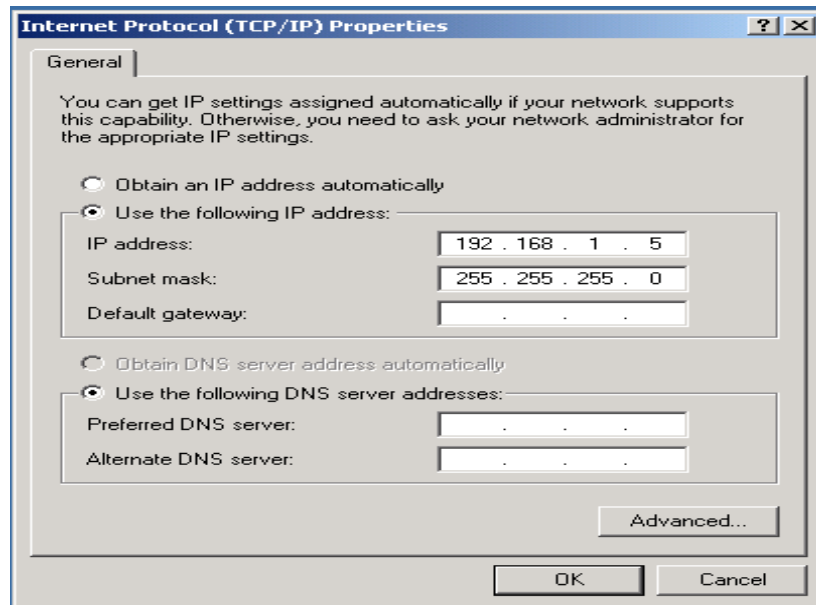 Internet Protocol (TCP/IP) Properties
General
You can get IP settings assigned automatically if your network supports
this capability. Otherwise, you need to ask your network administrator for
the appropriate IP settings.
Obtain an IP address automatically
Use the following IP address:
IP address: 192 . 168 . 1 . 5
Subnet mask: 255 . 255 . 255 . 0
Default gateway: . . .
Obtain DNS server address automatically
Use the following DNS server addresses:
Preferred DNS server: . . .
Alternate DNS server: . . .
Advanced...
OK Cancel